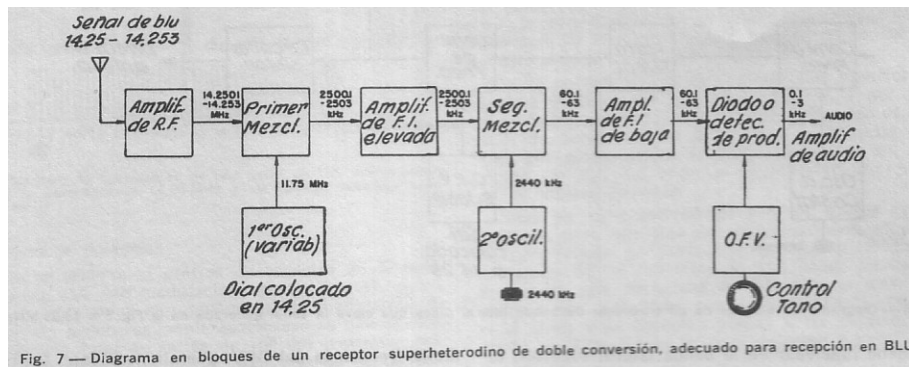 Señal de blu
14.25 - 14.253
Amplif.
de R.F.
14.2501
-14.253
MHz
Primer
Mezcl.
2500.1
-2503
kHz
Amplif.
de F.I.
elevada
2500.1
-2503
kHz
Seg.
Mezcl.
60.1
-63
kHz
Ampl.
de F.I
de baja
60.1
-63
kHz
Diodo o
detec.
de prod.
0.1
-3
kHz
AUDIO
Amplif
de audio
11.75 MHz
2440 kHz
1er Osc.
(variab)
2º oscil.
O.F.V.
Dial colocado
en 14,25
2440 kHz
Control
Tono
Fig. 7 — Diagrama en bloques de un receptor superheterodino de doble conversión, adecuado para recepción en BLU